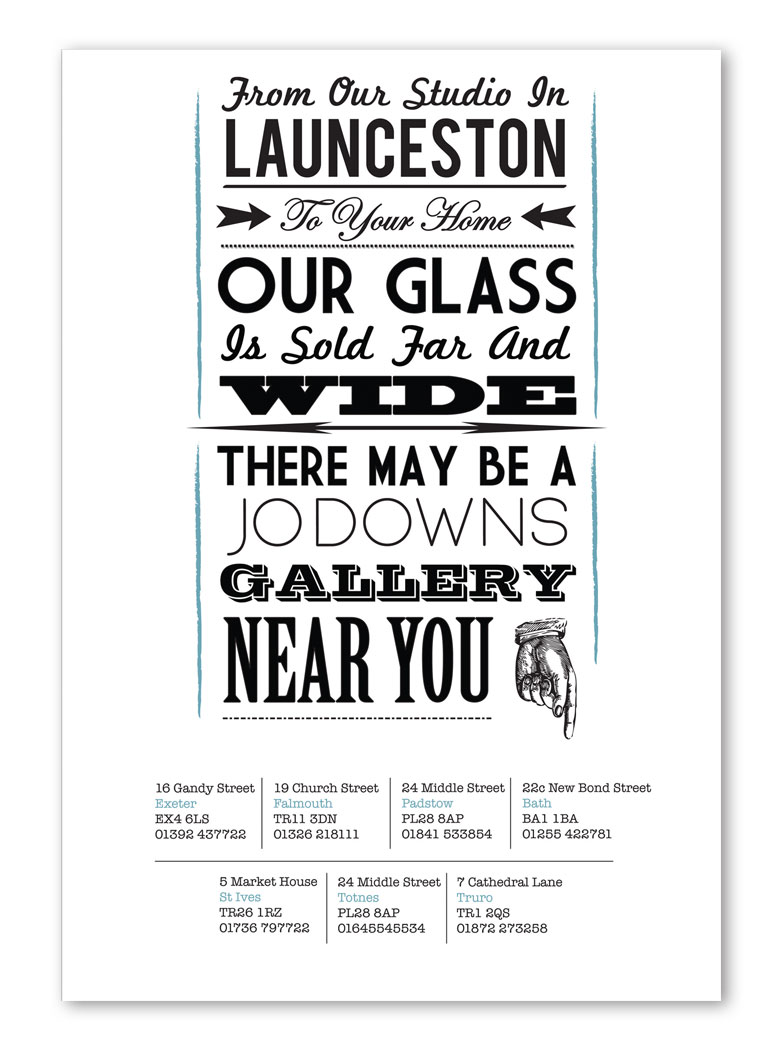 From Our Studio In
LAUNCESTON
To Your Home
OUR GLASS
Is Sold Far And
WIDE
THERE MAY BE A
JO DOWNS
GALLERY
NEAR YOU
16 Gandy Street
Exeter
EX4 6LS
01392 437722
19 Church Street
Falmouth
TR11 3DN
01326 218111
24 Middle Street
Padstow
PL28 8AP
01841 533854
22c New Bond Street
Bath
BA1 1BA
01255 422781
5 Market House
St Ives
TR26 1RZ
01736 797722
24 Middle Street
Totnes
PL28 8AP
01645545534
7 Cathedral Lane
Truro
TR1 2QS
01872 273258